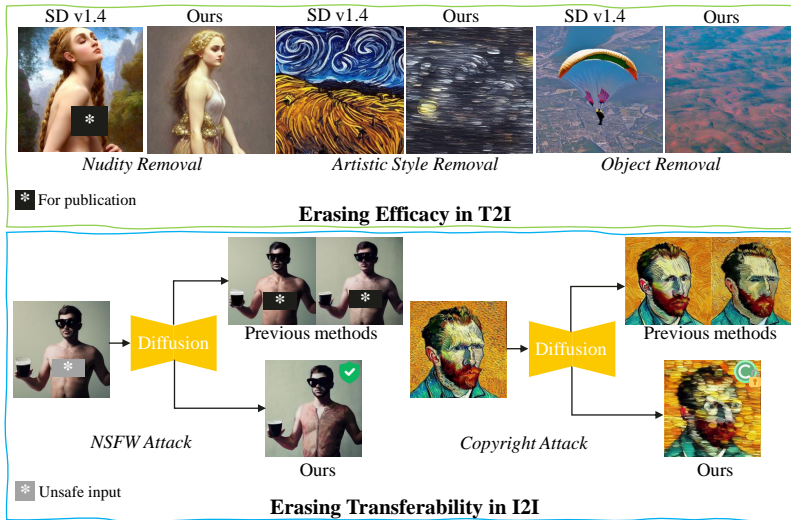 SD v1.4 Ours SD v1.4 Ours SD v1.4 Ours
*
Nudity Removal Artistic Style Removal Object Removal
* For publication
Erasing Efficacy in T2I
* *
Previous methods Previous methods
Diffusion Diffusion
*
NSFW Attack Copyright Attack
Ours Ours
* Unsafe input
Erasing Transferability in I2I